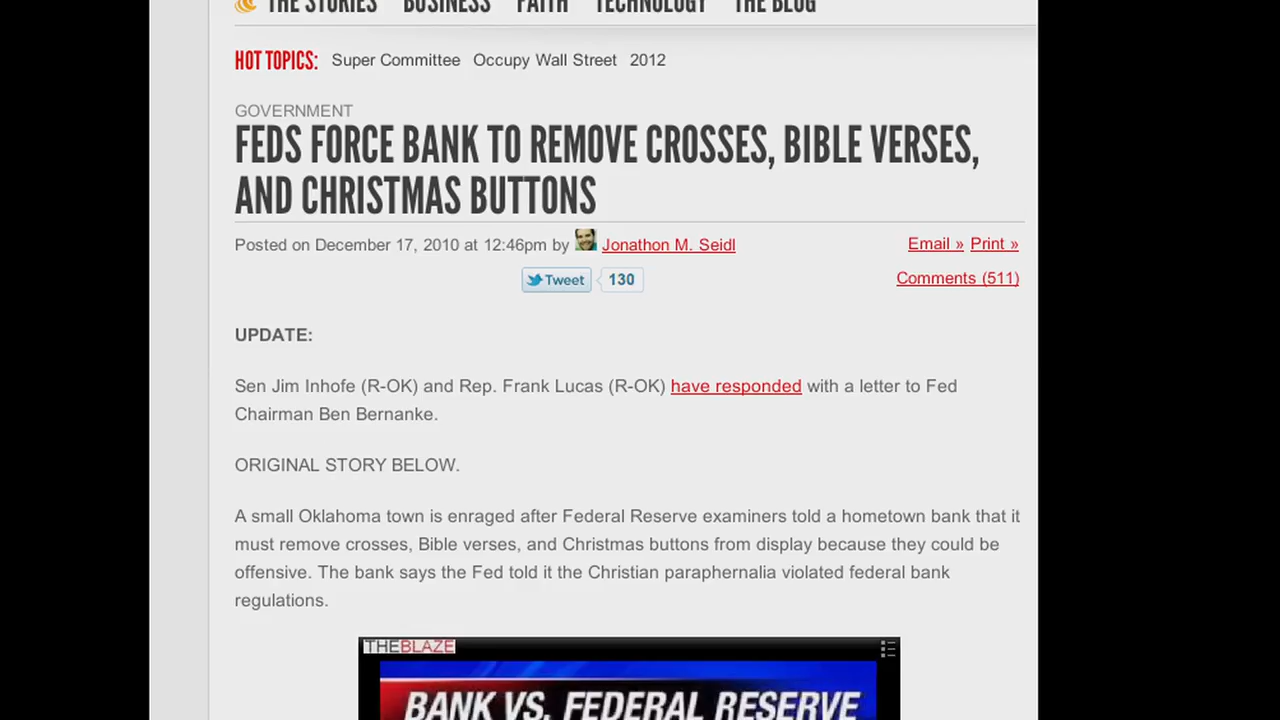 THE STORIES BUSINESS FAITH TECHNOLOGY THE BLOG
HOT TOPICS: Super Committee Occupy Wall Street 2012
GOVERNMENT
FEDS FORCE BANK TO REMOVE CROSSES, BIBLE VERSES,
AND CHRISTMAS BUTTONS
Posted on December 17, 2010 at 12:46pm by Jonathon M. Seidl
Email » Print »
Tweet 130
Comments (511)
UPDATE:
Sen Jim Inhofe (R-OK) and Rep. Frank Lucas (R-OK) have responded with a letter to Fed
Chairman Ben Bernanke.
ORIGINAL STORY BELOW.
A small Oklahoma town is enraged after Federal Reserve examiners told a hometown bank that it
must remove crosses, Bible verses, and Christmas buttons from display because they could be
offensive. The bank says the Fed told it the Christian paraphernalia violated federal bank
regulations.
THEBLAZE
BANK VS. FEDERAL RESERVE